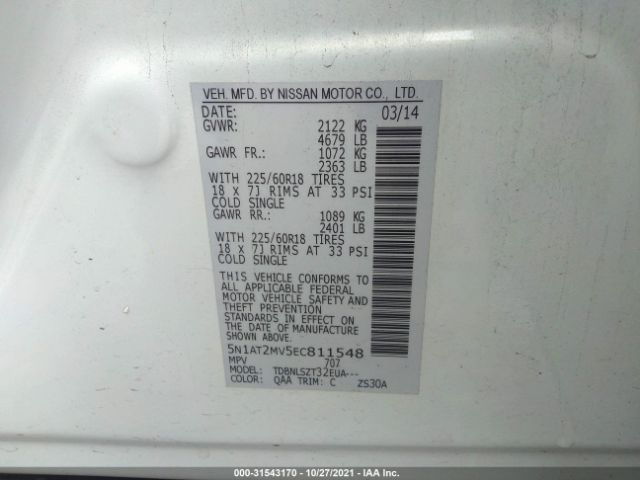 VEH. MFD. BY NISSAN MOTOR CO., LTD.
DATE: 03/14
GVWR: 2122 KG
4679 LB
GAWR FR.: 1072 KG
2363 LB
WITH 225/60R18 TIRES
18 X 7J RIMS AT 33 PSI
COLD SINGLE
GAWR RR.: 1089 KG
2401 LB
WITH 225/60R18 TIRES
18 X 7J RIMS AT 33 PSI
COLD SINGLE
THIS VEHICLE CONFORMS TO
ALL APPLICABLE FEDERAL
MOTOR VEHICLE SAFETY AND
THEFT PREVENTION
STANDARDS IN EFFECT ON
THE DATE OF MANUFACTURE
5N1AT2MV5EC811548
MPV 707
MODEL: TDBNLSZT32EUA---
COLOR: QAA TRIM: C ZS30A
000-31543170 - 10/27/2021 - IAA Inc.